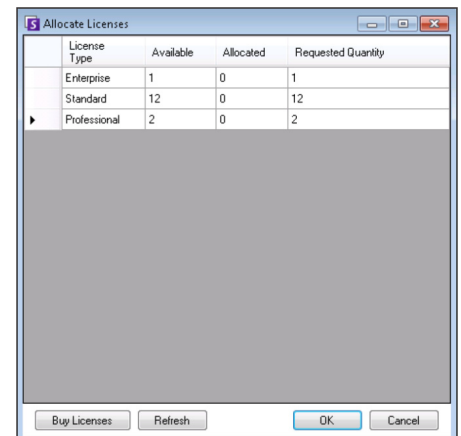 Allocate Licenses
License Type Available Allocated Requested Quantity
Enterprise 1 0 1
Standard 12 0 12
Professional 2 0 2
Buy Licenses Refresh OK Cancel